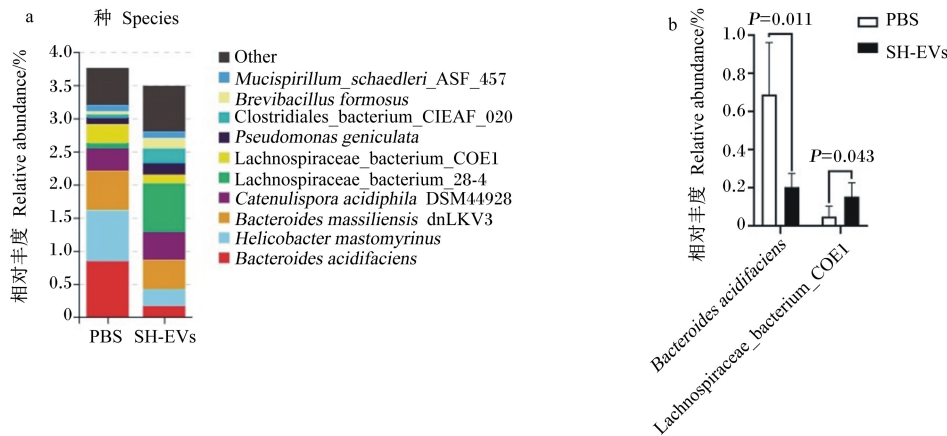 a
种 Species
相对丰度 Relative abundance/%
4.0
3.5
3.0
2.5
2.0
1.5
1.0
0.5
0
PBS SH-EVs
Other
Mucispirillum_schaedleri_ASF_457
Brevibacillus formosus
Clostridiales_bacterium_CIEAF_020
Pseudomonas geniculata
Lachnospiraceae_bacterium_COE1
Lachnospiraceae_bacterium_28-4
Catenulispora acidiphila DSM44928
Bacteroides massiliensis dnLKV3
Helicobacter mastomyrinus
Bacteroides acidifaciens
b
相对丰度 Relative abundance/%
1.0
0.8
0.6
0.4
0.2
0
P=0.011
P=0.043
PBS
SH-EVs
Bacteroides acidifaciens
Lachnospiraceae_bacterium_COE1